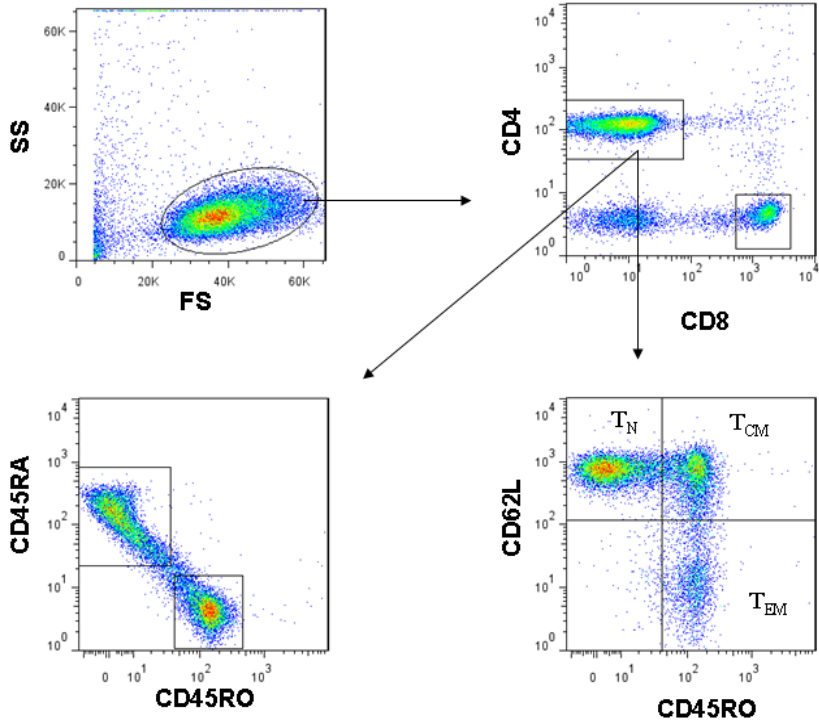 SS
60K
40K
20K
0
0 20K 40K 60K
FS
CD4
10^4
10^3
10^2
10^1
10^0
10^0 10^1 10^2 10^3 10^4
CD8
CD45RA
10^4
10^3
10^2
10^1
10^0
0 10^1 10^2 10^3
CD45RO
CD62L
10^4
10^3
10^2
10^1
10^0
T_N T_CM
T_EM
0 10^1 10^2 10^3
CD45RO